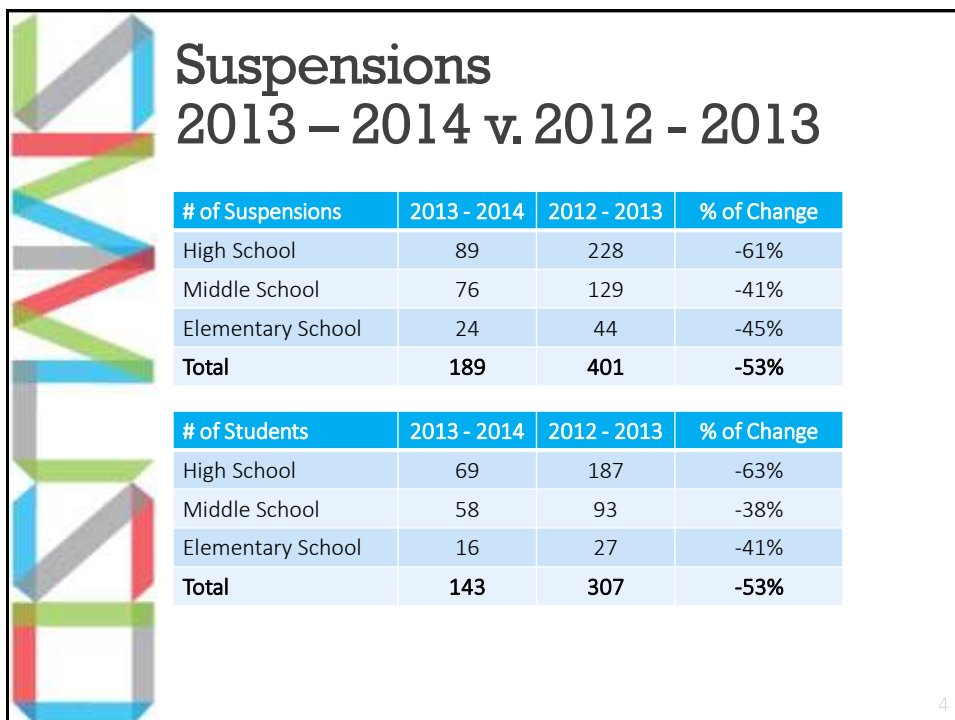 Suspensions
2013 – 2014 v. 2012 - 2013
# of Suspensions 2013 - 2014 2012 - 2013 % of Change
High School 89 228 -61%
Middle School 76 129 -41%
Elementary School 24 44 -45%
Total 189 401 -53%
# of Students 2013 - 2014 2012 - 2013 % of Change
High School 69 187 -63%
Middle School 58 93 -38%
Elementary School 16 27 -41%
Total 143 307 -53%
4